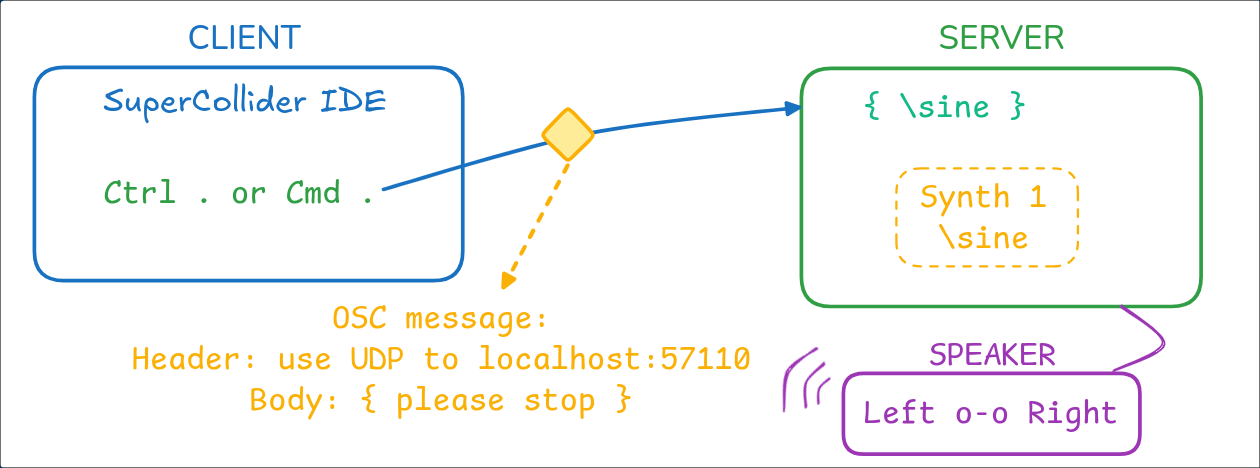 CLIENT
SuperCollider IDE
Ctrl . or Cmd .
OSC message:
Header: use UDP to localhost:57110
Body: { please stop }
SERVER
{ \sine }
Synth 1
\sine
SPEAKER
Left o-o Right